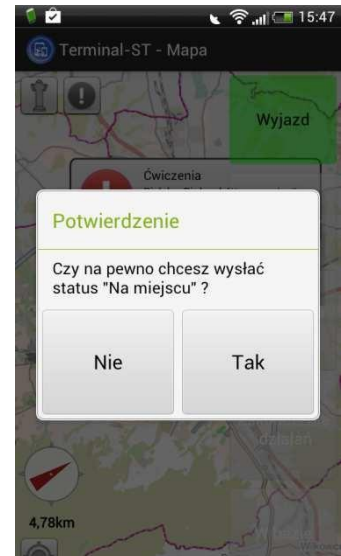 15:47
Terminal-ST - Mapa
Wyjazd
Ćwiczenia
Potwierdzenie
Czy na pewno chcesz wysłać
status "Na miejscu" ?
Nie
Tak
działań
4,78km